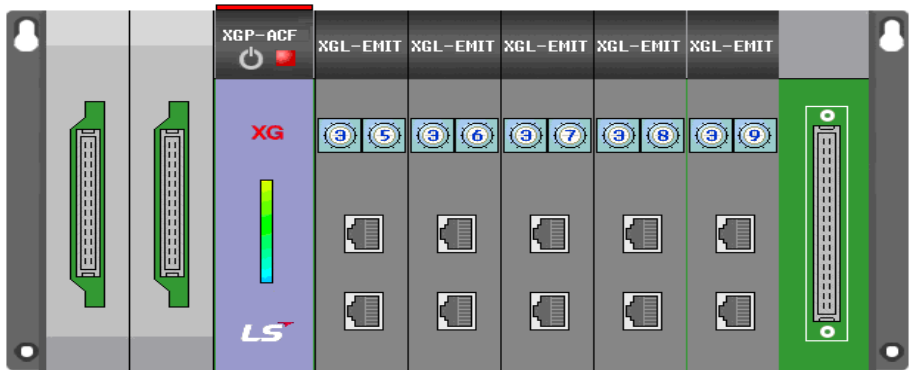 XGP-ACF
XGL-EMIT XGL-EMIT XGL-EMIT XGL-EMIT XGL-EMIT
XG
3 5 3 6 3 7 3 8 3 9
LS